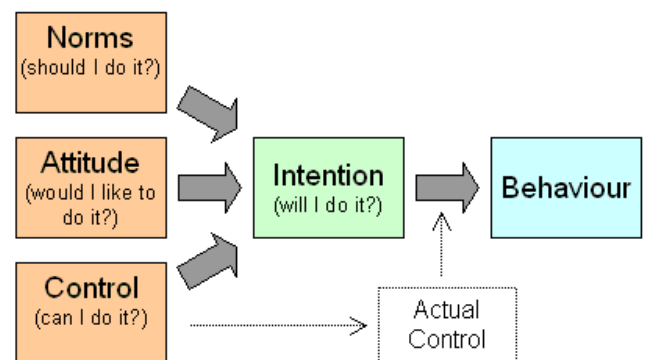 Norms
(should I do it?)
Attitude
(would I like to
do it?)
Control
(can I do it?)
Intention
(will I do it?)
Behaviour
Actual
Control